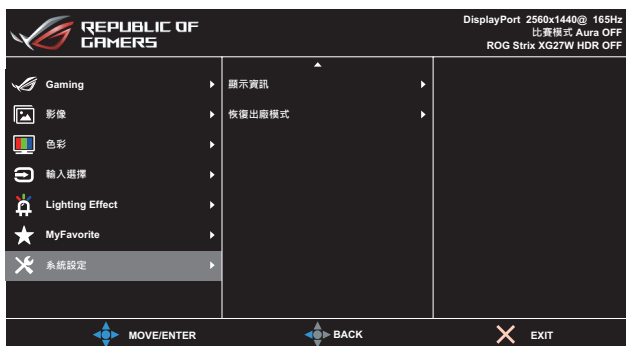 REPUBLIC OF
GAMERS
DisplayPort 2560x1440@ 165Hz
比賽模式 Aura OFF
ROG Strix XG27W HDR OFF
Gaming
影像
色彩
輸入選擇
Lighting Effect
MyFavorite
系統設定
顯示資訊
恢復出廠模式
MOVE/ENTER
BACK
EXIT